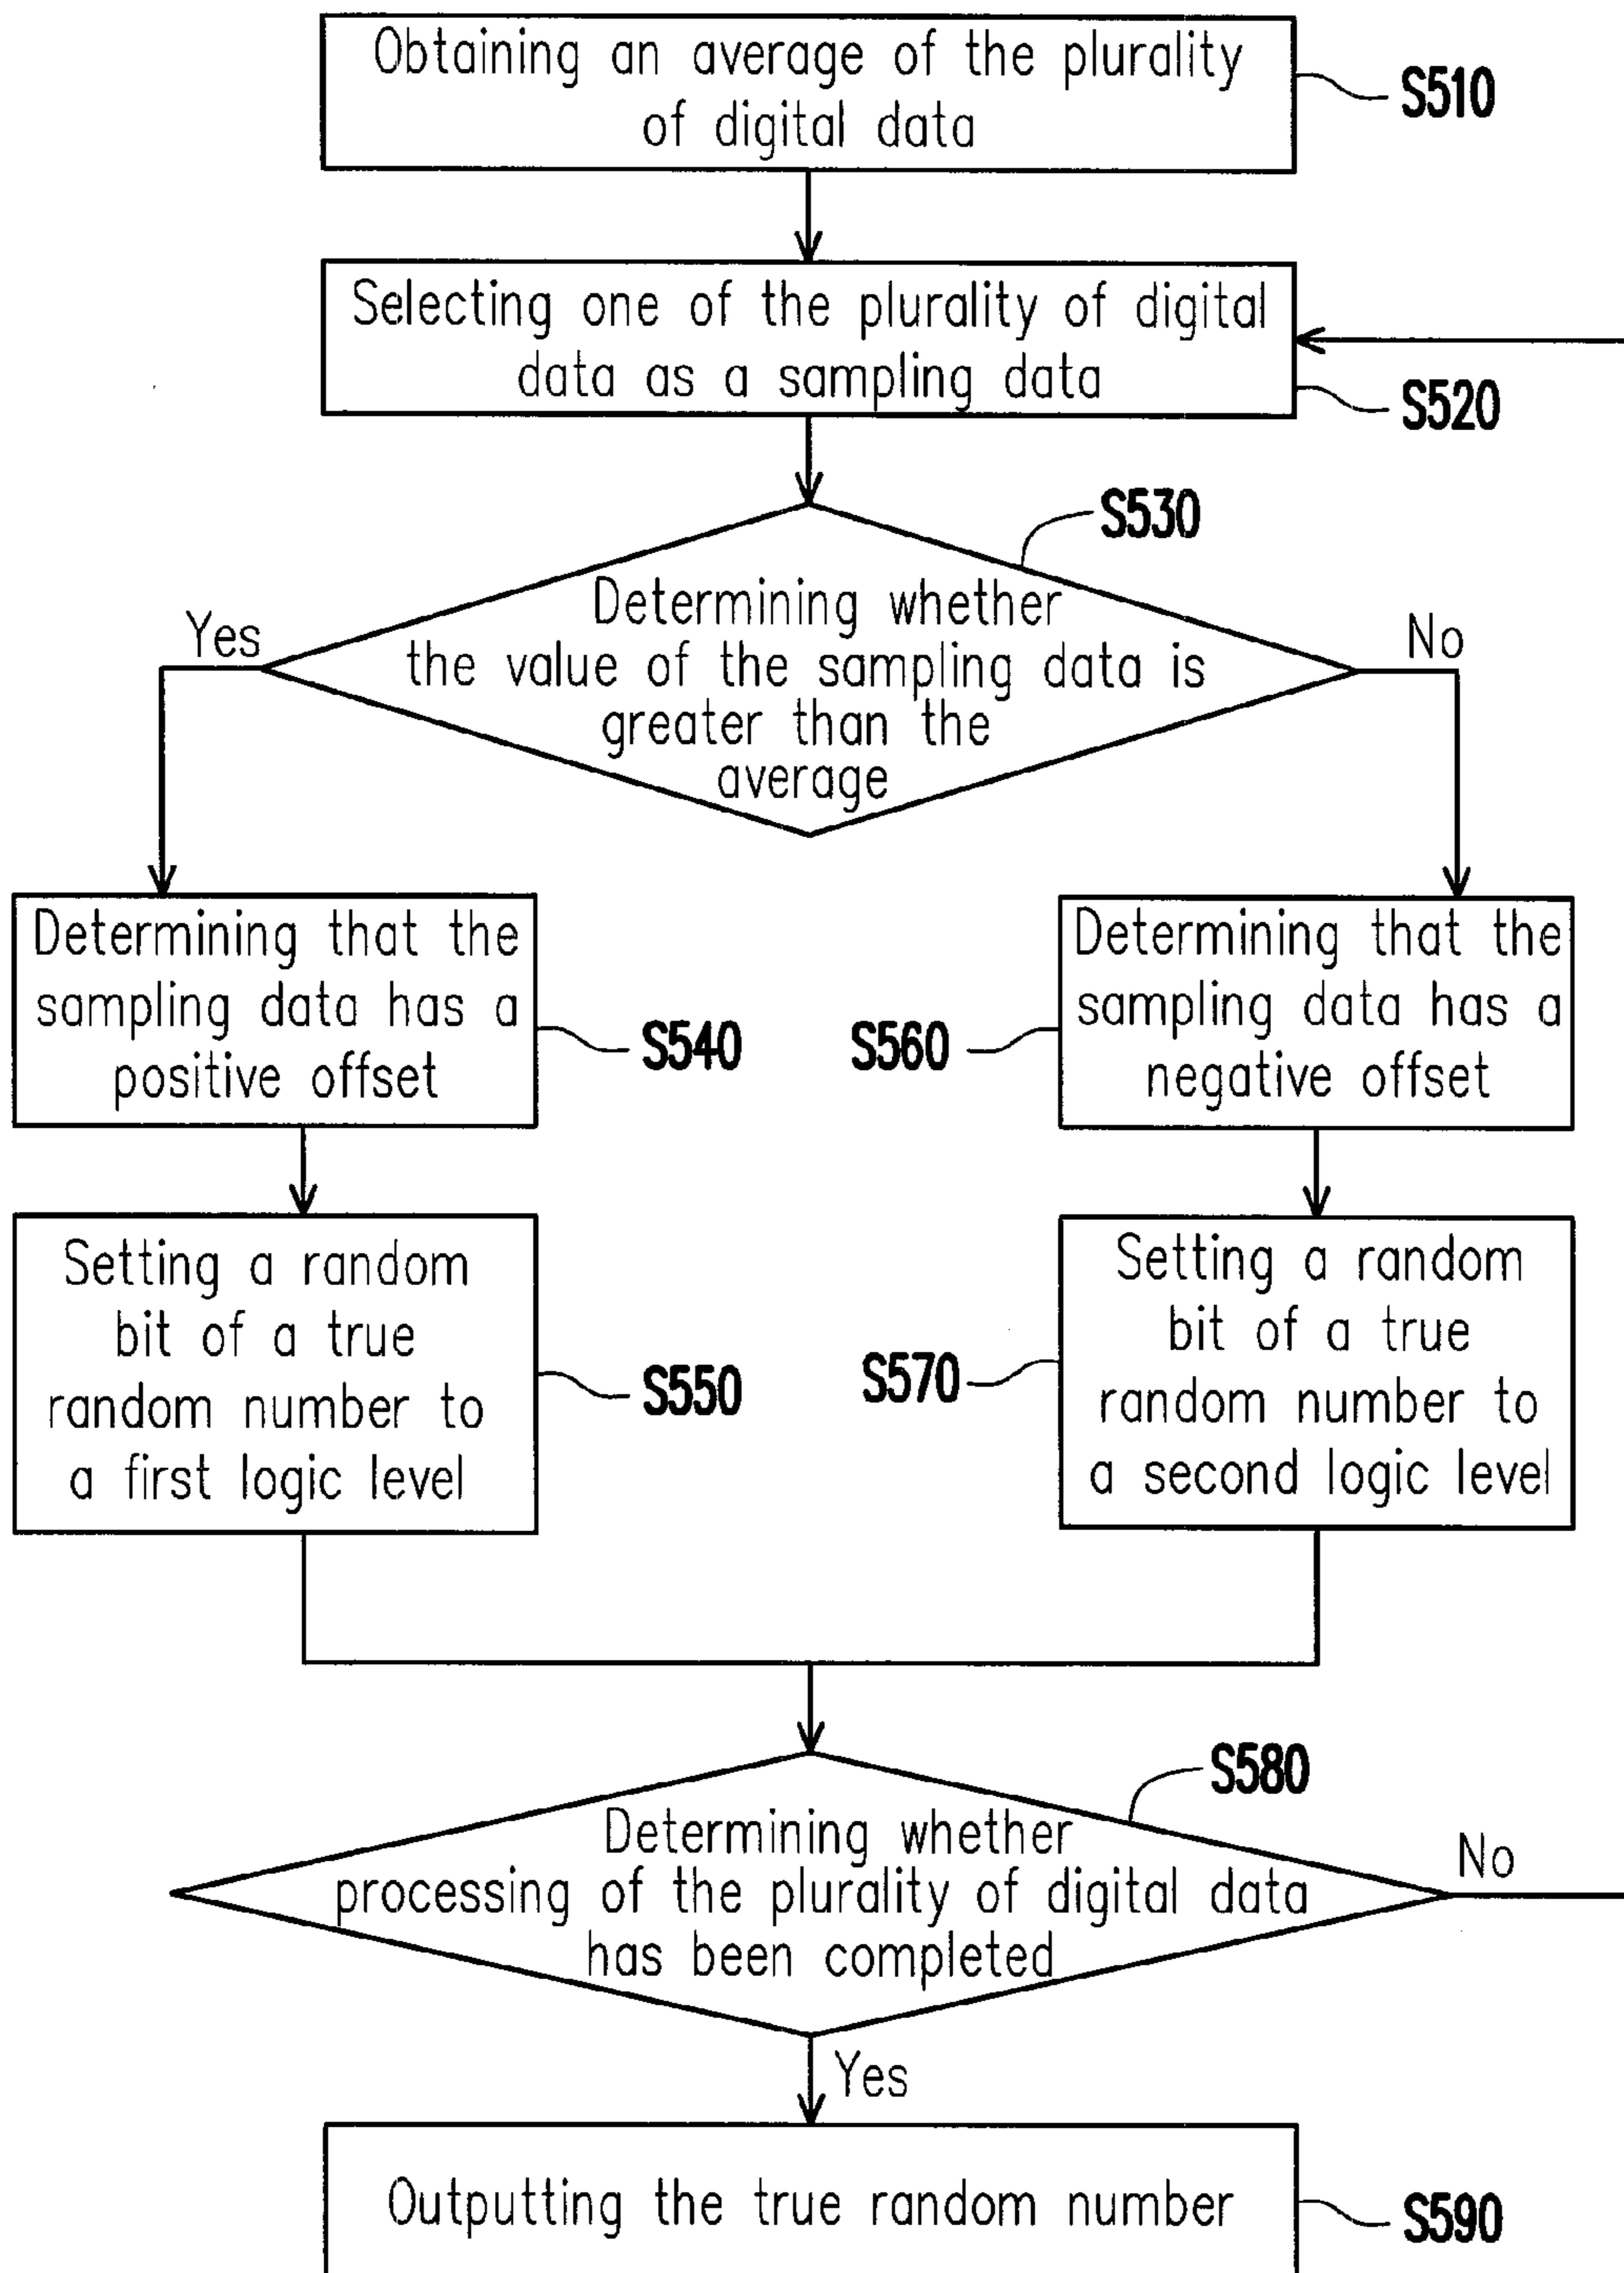 Obtaining an average of the plurality
of digital data
S510
Selecting one of the plurality of digital
data as a sampling data
S520
S530
Determining whether
the value of the sampling data is
greater than the
average
Yes
No
Determining that the
sampling data has a
positive offset
S540
S560
Determining that the
sampling data has a
negative offset
Setting a random
bit of a true
random number to
a first logic level
S550
S570
Setting a random
bit of a true
random number to
a second logic level
S580
Determining whether
processing of the plurality of digital data
has been completed
No
Yes
Outputting the true random number
S590